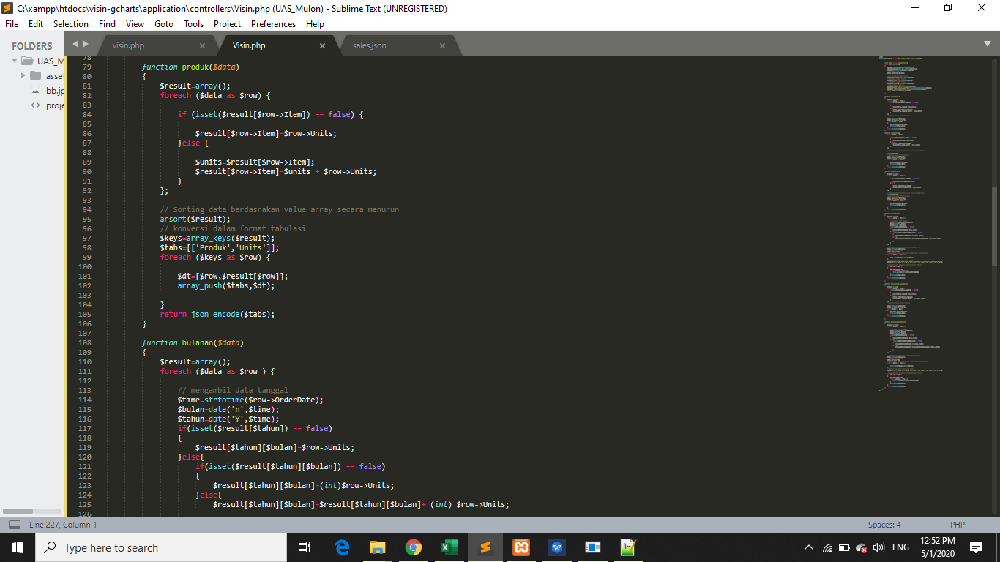 C:\xampp\htdocs\visin-gcharts\application\controllers\Visin.php (UAS_Mulon) - Sublime Text (UNREGISTERED)
File Edit Selection Find View Goto Tools Project Preferences Help
FOLDERS
UAS_M
asset
bb.jp
proje
visin.php Visin.php sales.json
78
79 function produk($data)
80 {
81 $result=array();
82 foreach ($data as $row) {
83
84 if (isset($result[$row->Item]) == false) {
85
86 $result[$row->Item]=$row->Units;
87 }else {
88
89 $units=$result[$row->Item];
90 $result[$row->Item]=$units + $row->Units;
91 }
92 };
93
94 // Sorting data berdasrakan value array secara menurun
95 arsort($result);
96 // konversi dalam format tabulasi
97 $keys=array_keys($result);
98 $tabs=[['Produk','Units']];
99 foreach ($keys as $row) {
100
101 $dt=[$row,$result[$row]];
102 array_push($tabs,$dt);
103
104 }
105 return json_encode($tabs);
106 }
107
108 function bulanan($data)
109 {
110 $result=array();
111 foreach ($data as $row ) {
112
113 // mengambil data tanggal
114 $time=strtotime($row->OrderDate);
115 $bulan=date('n',$time);
116 $tahun=date('Y',$time);
117 if(isset($result[$tahun]) == false)
118 {
119 $result[$tahun][$bulan]=$row->Units;
120 }else{
121 if(isset($result[$tahun][$bulan]) == false)
122 {
123 $result[$tahun][$bulan]=(int)$row->Units;
124 }else{
125 $result[$tahun][$bulan]=$result[$tahun][$bulan]+ (int) $row->Units;
126
Line 227, Column 1 Spaces: 4 PHP
Type here to search
ENG
12:52 PM
5/1/2020